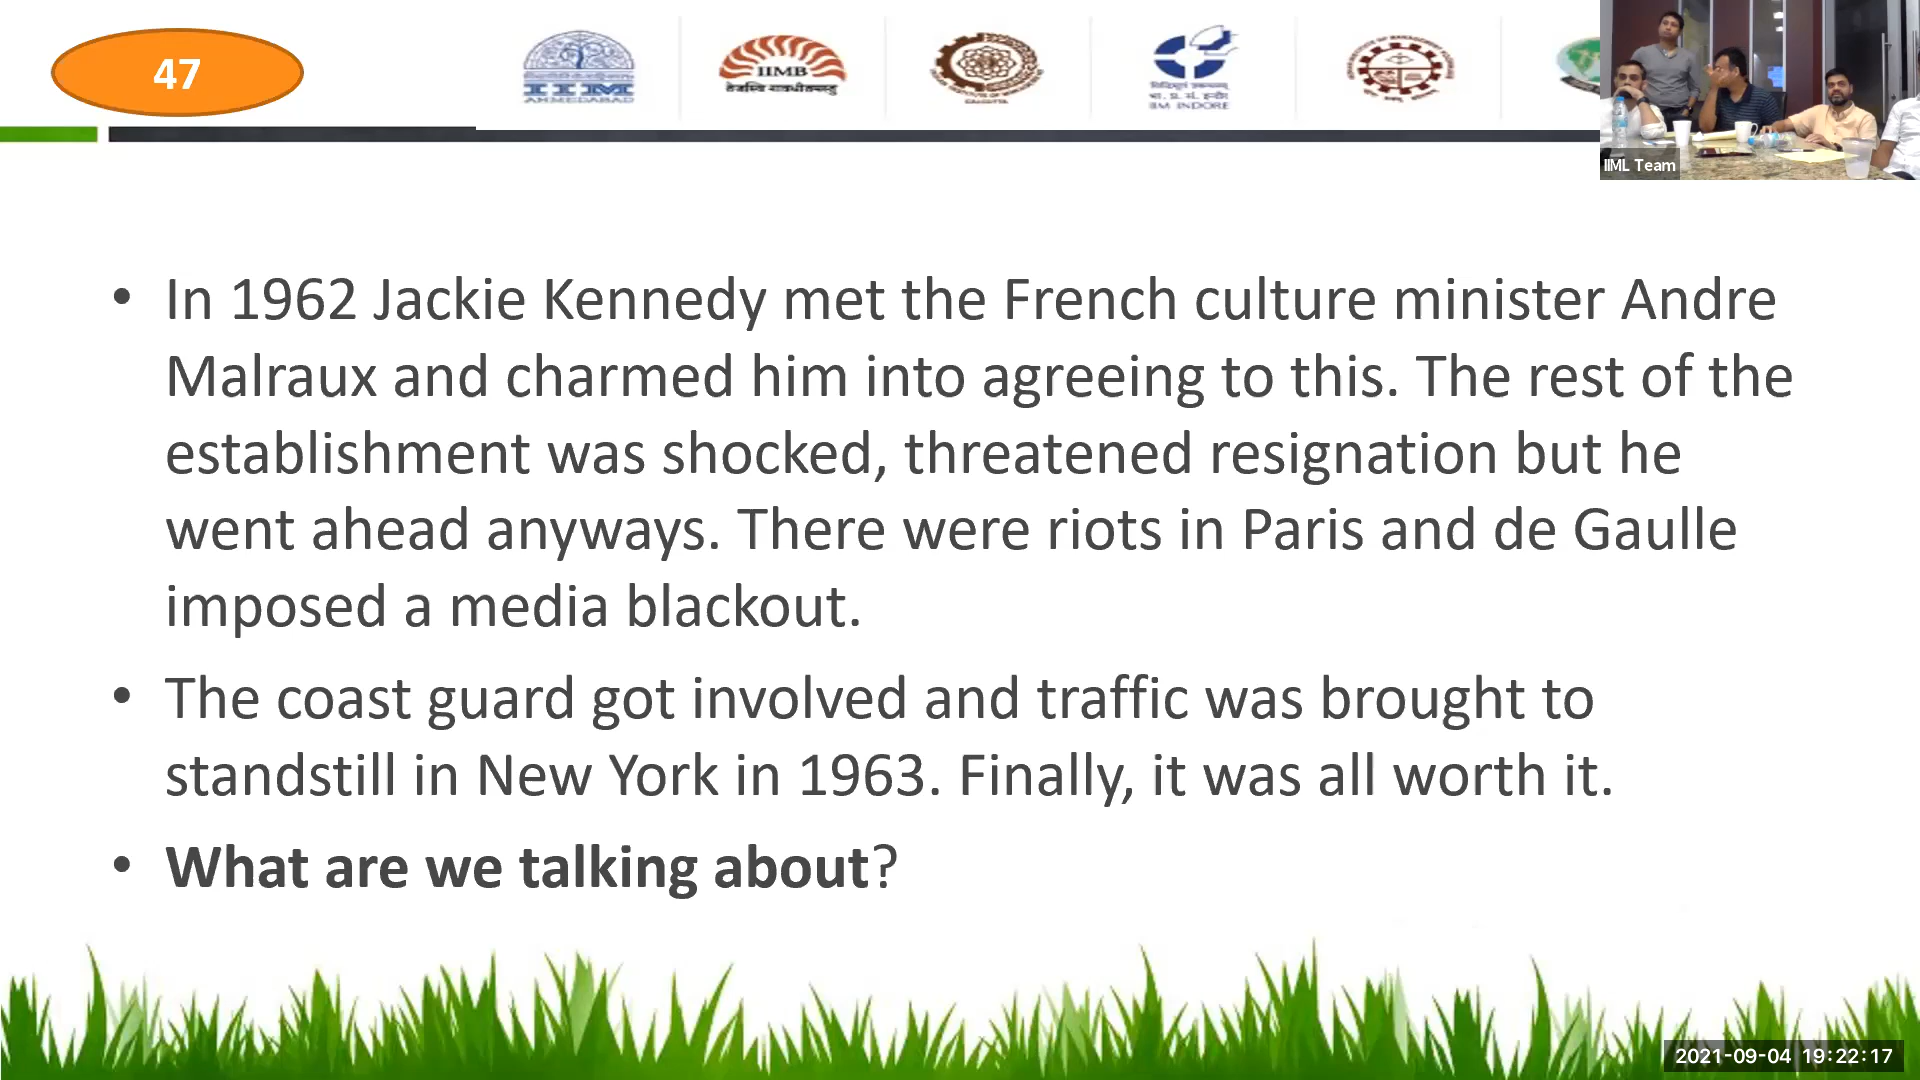 47
IIM
AHMEDABAD
IIMB
IIM INDORE
IIML Team
• In 1962 Jackie Kennedy met the French culture minister Andre
Malraux and charmed him into agreeing to this. The rest of the
establishment was shocked, threatened resignation but he
went ahead anyways. There were riots in Paris and de Gaulle
imposed a media blackout.
• The coast guard got involved and traffic was brought to
standstill in New York in 1963. Finally, it was all worth it.
• What are we talking about?
2021-09-04 19:22:17